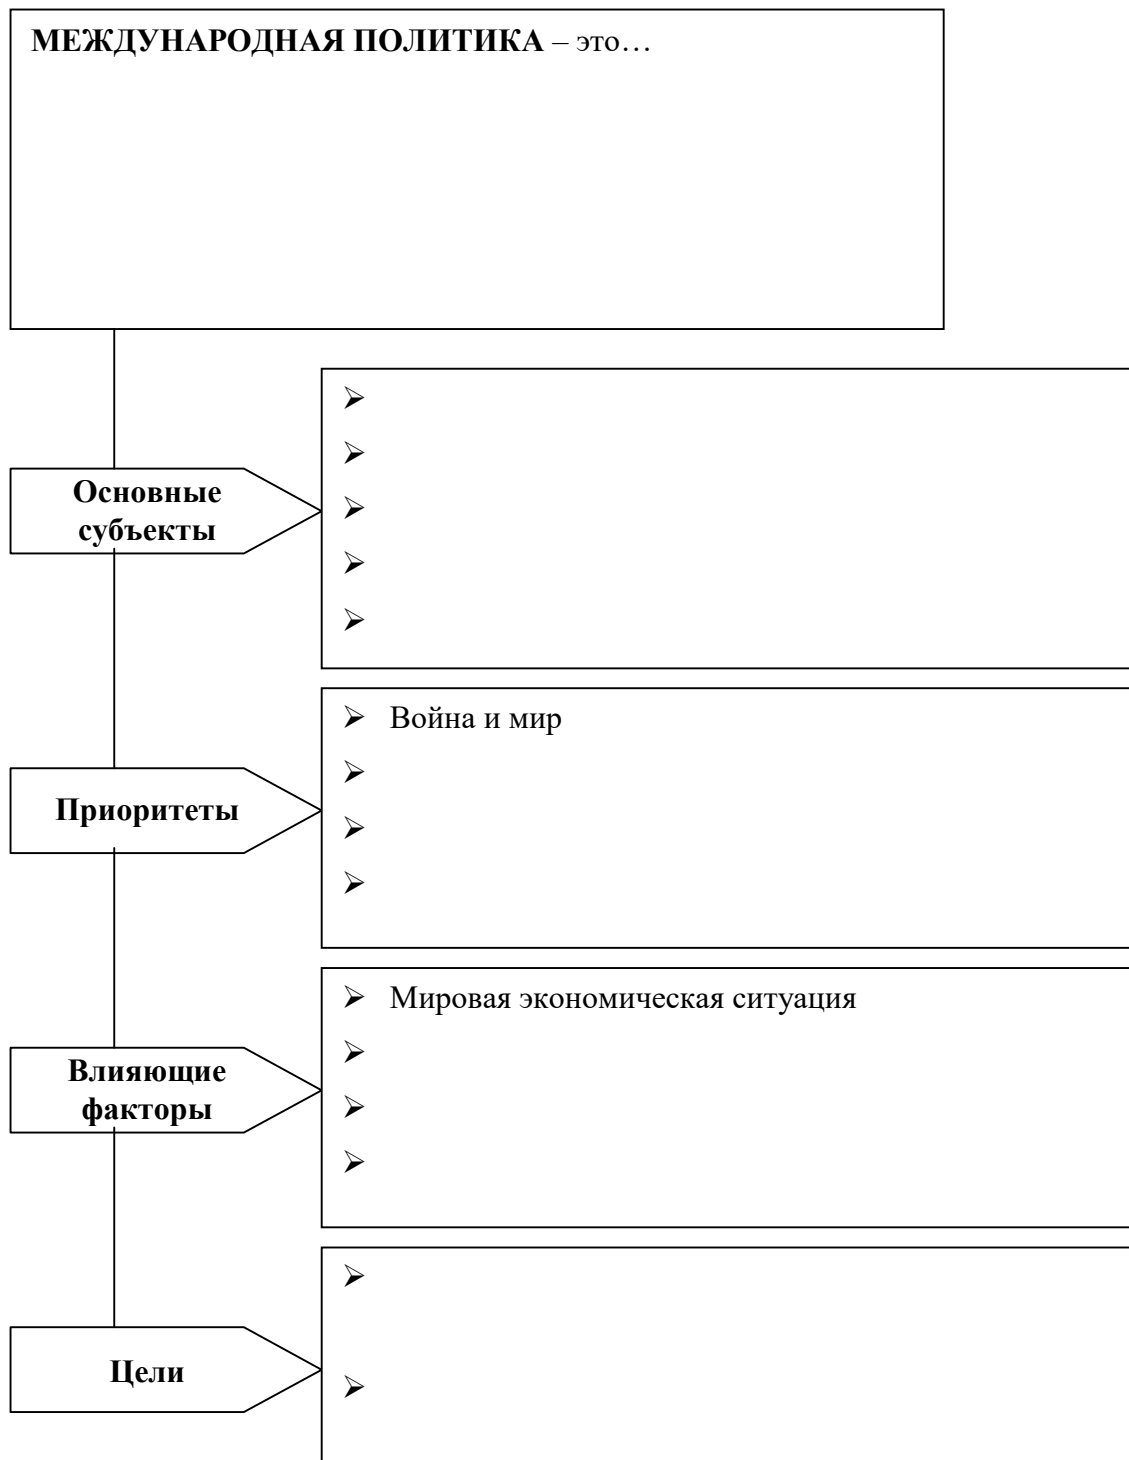 МЕЖДУНАРОДНАЯ ПОЛИТИКА – это…
Основные
субъекты
Война и мир
Приоритеты
Мировая экономическая ситуация
Влияющие
факторы
Цели